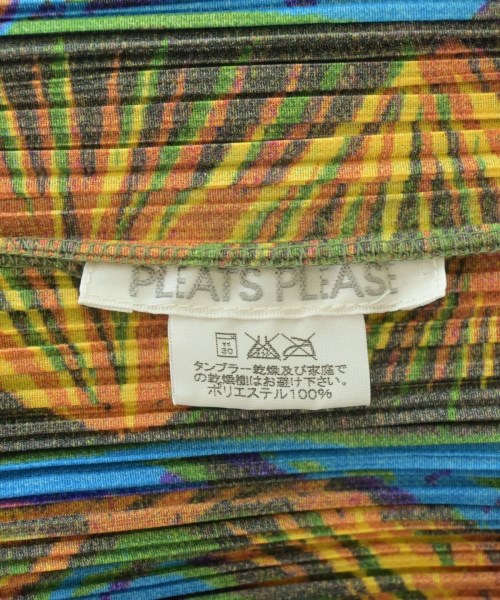 PLEATS PLEASE
タンブラー乾燥及び家庭で
の乾燥機はお避け下さい。
ポリエステル100%